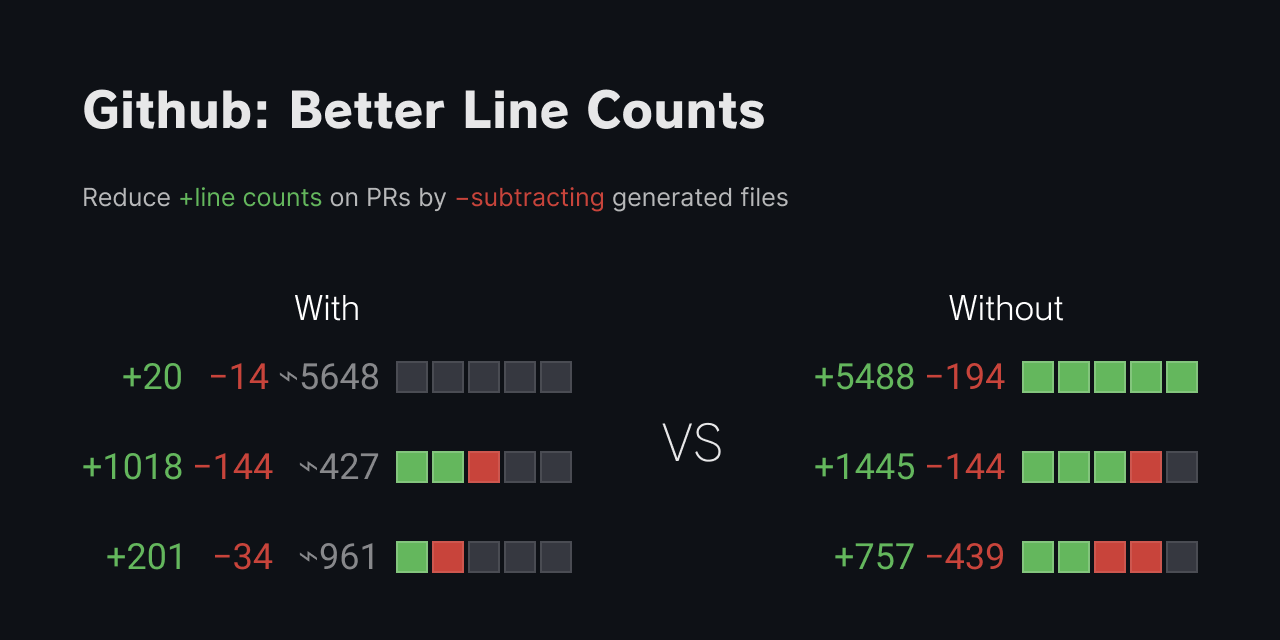 Github: Better Line Counts
Reduce +line counts on PRs by −subtracting generated files
With
+20 −14 ⌁5648
+1018 −144 ⌁427
+201 −34 ⌁961
VS
Without
+5488 −194
+1445 −144
+757 −439